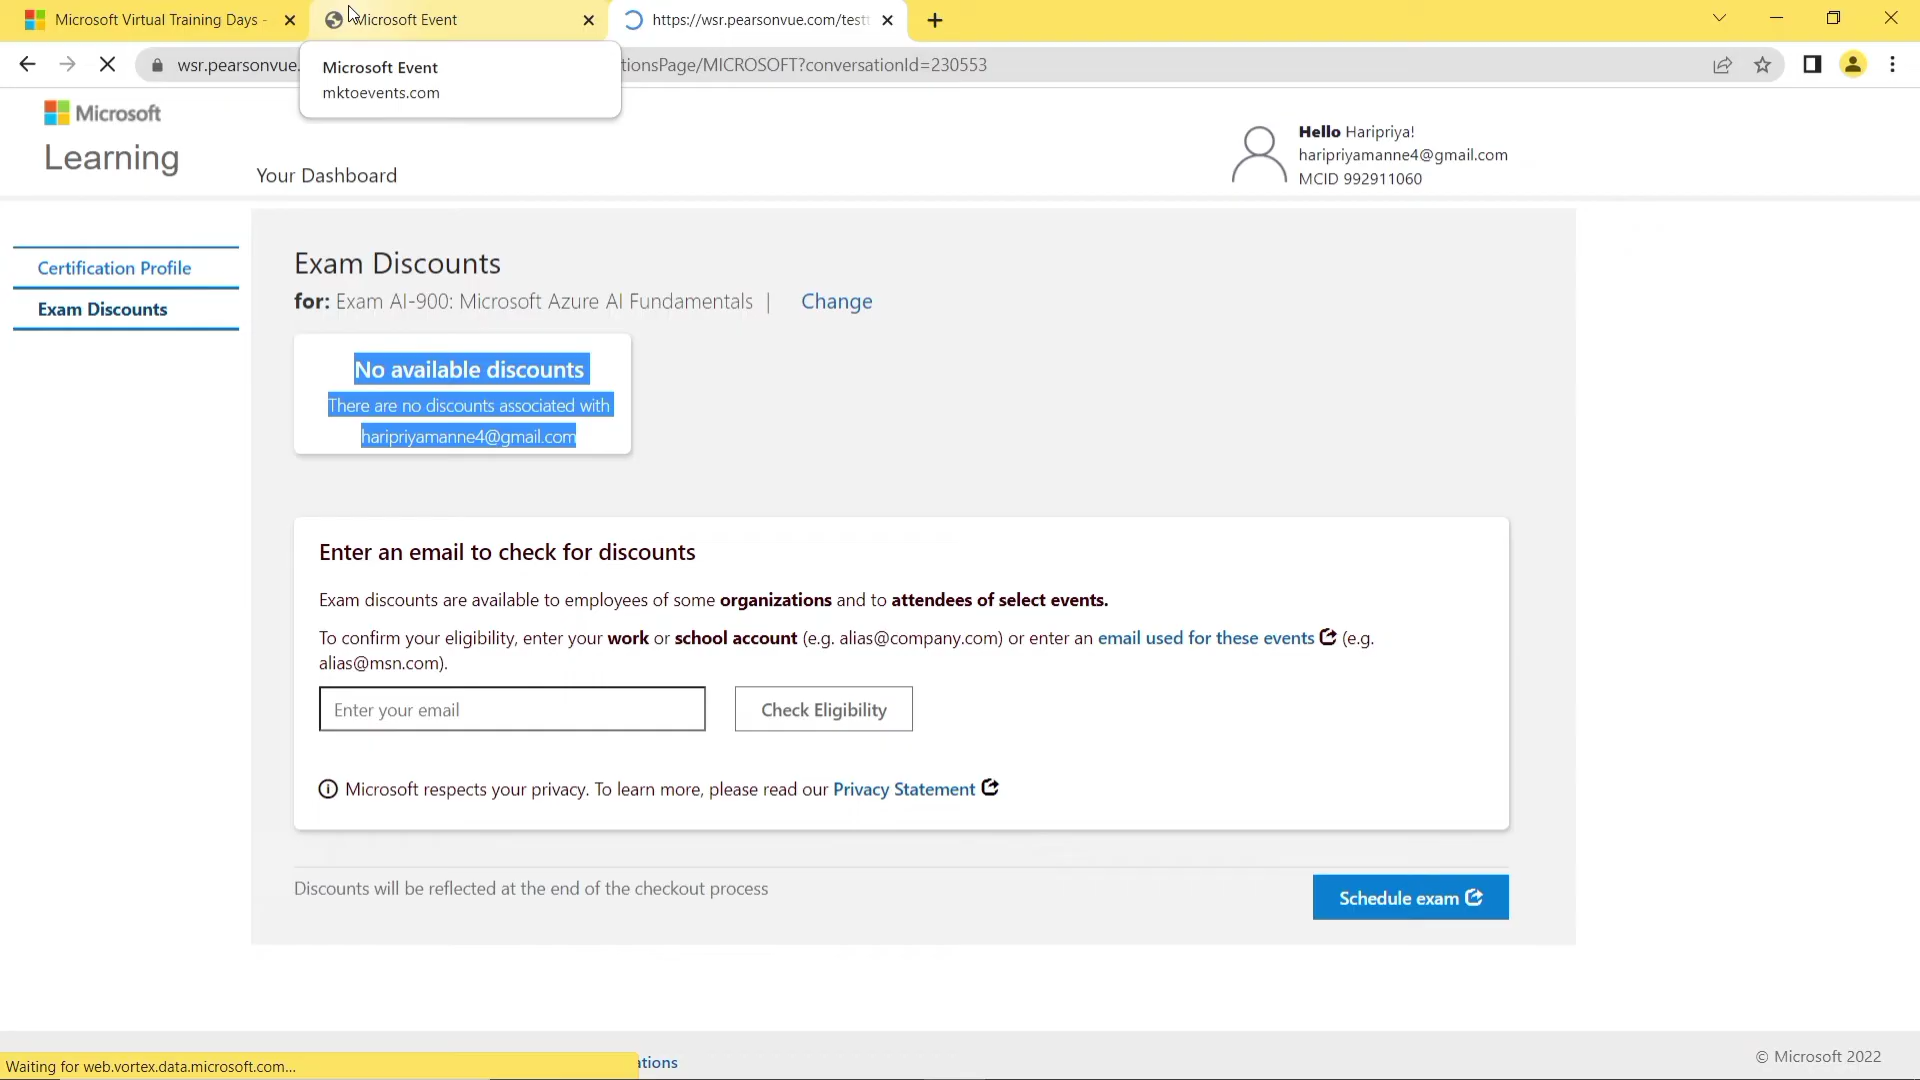 Microsoft Virtual Training Days -
Microsoft Event
https://wsr.pearsonvue.com/testt
wsr.pearsonvue.
tionsPage/MICROSOFT?conversationId=230553
Microsoft Event
mktoevents.com
Microsoft
Learning
Your Dashboard
Hello Haripriya!
haripriyamanne4@gmail.com
MCID 992911060
Certification Profile
Exam Discounts
Exam Discounts
for: Exam AI-900: Microsoft Azure AI Fundamentals | Change
No available discounts
There are no discounts associated with
haripriyamanne4@gmail.com
Enter an email to check for discounts
Exam discounts are available to employees of some organizations and to attendees of select events.
To confirm your eligibility, enter your work or school account (e.g. alias@company.com) or enter an email used for these events (e.g.
alias@msn.com).
Enter your email
Check Eligibility
Microsoft respects your privacy. To learn more, please read our Privacy Statement
Discounts will be reflected at the end of the checkout process
Schedule exam
Waiting for web.vortex.data.microsoft.com...
ations
© Microsoft 2022